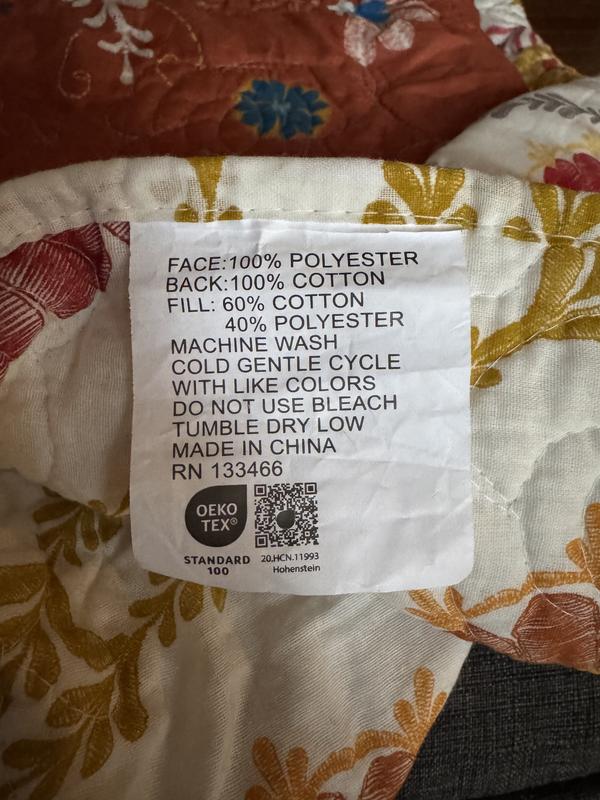 FACE:100% POLYESTER
BACK:100% COTTON
FILL: 60% COTTON
40% POLYESTER
MACHINE WASH
COLD GENTLE CYCLE
WITH LIKE COLORS
DO NOT USE BLEACH
TUMBLE DRY LOW
MADE IN CHINA
RN 133466
OEKO
TEX®
STANDARD
100
20.HCN.11993
Hohenstein